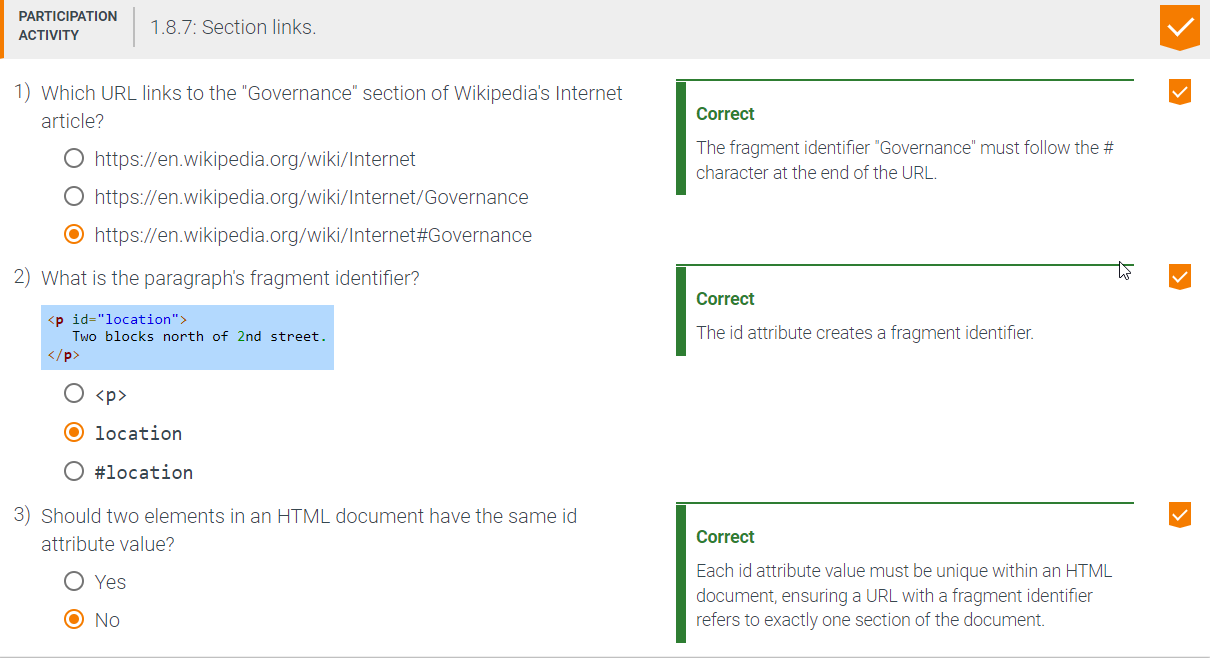 PARTICIPATION
ACTIVITY
1.8.7: Section links.
1) Which URL links to the "Governance" section of Wikipedia's Internet
article?
https://en.wikipedia.org/wiki/Internet
https://en.wikipedia.org/wiki/Internet/Governance
https://en.wikipedia.org/wiki/Internet#Governance
Correct
The fragment identifier "Governance" must follow the #
character at the end of the URL.
2) What is the paragraph's fragment identifier?
<p id="location">
Two blocks north of 2nd street.
</p>
<p>
location
#location
Correct
The id attribute creates a fragment identifier.
3) Should two elements in an HTML document have the same id
attribute value?
Yes
No
Correct
Each id attribute value must be unique within an HTML
document, ensuring a URL with a fragment identifier
refers to exactly one section of the document.